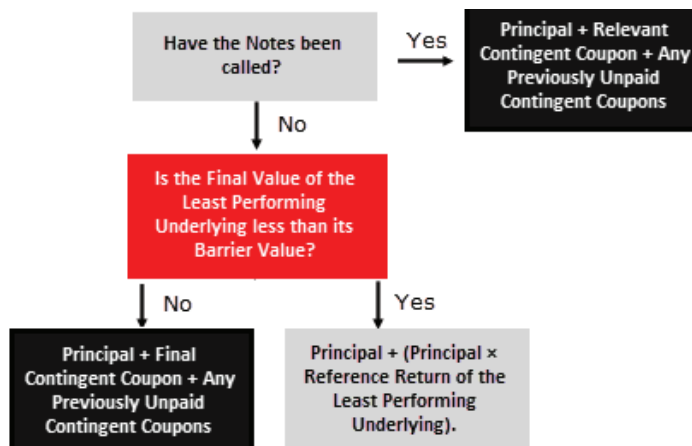 Have the Notes been
called?
Yes
Principal + Relevant
Contingent Coupon + Any
Previously Unpaid
Contingent Coupons
No
Is the Final Value of the
Least Performing
Underlying less than its
Barrier Value?
No
Yes
Principal + Final
Contingent Coupon + Any
Previously Unpaid
Contingent Coupons
Principal + (Principal ×
Reference Return of the
Least Performing
Underlying).